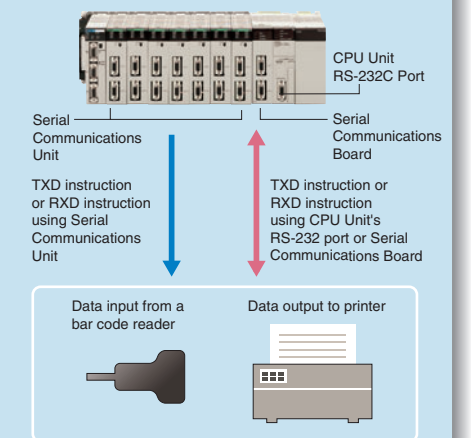 CPU Unit
RS-232C Port
Serial
Communications
Unit
Serial
Communications
Board
TXD instruction
or RXD instruction
using Serial
Communications
Unit
TXD instruction or
RXD instruction
using CPU Unit's
RS-232 port or Serial
Communications Board
Data input from a
bar code reader
Data output to printer